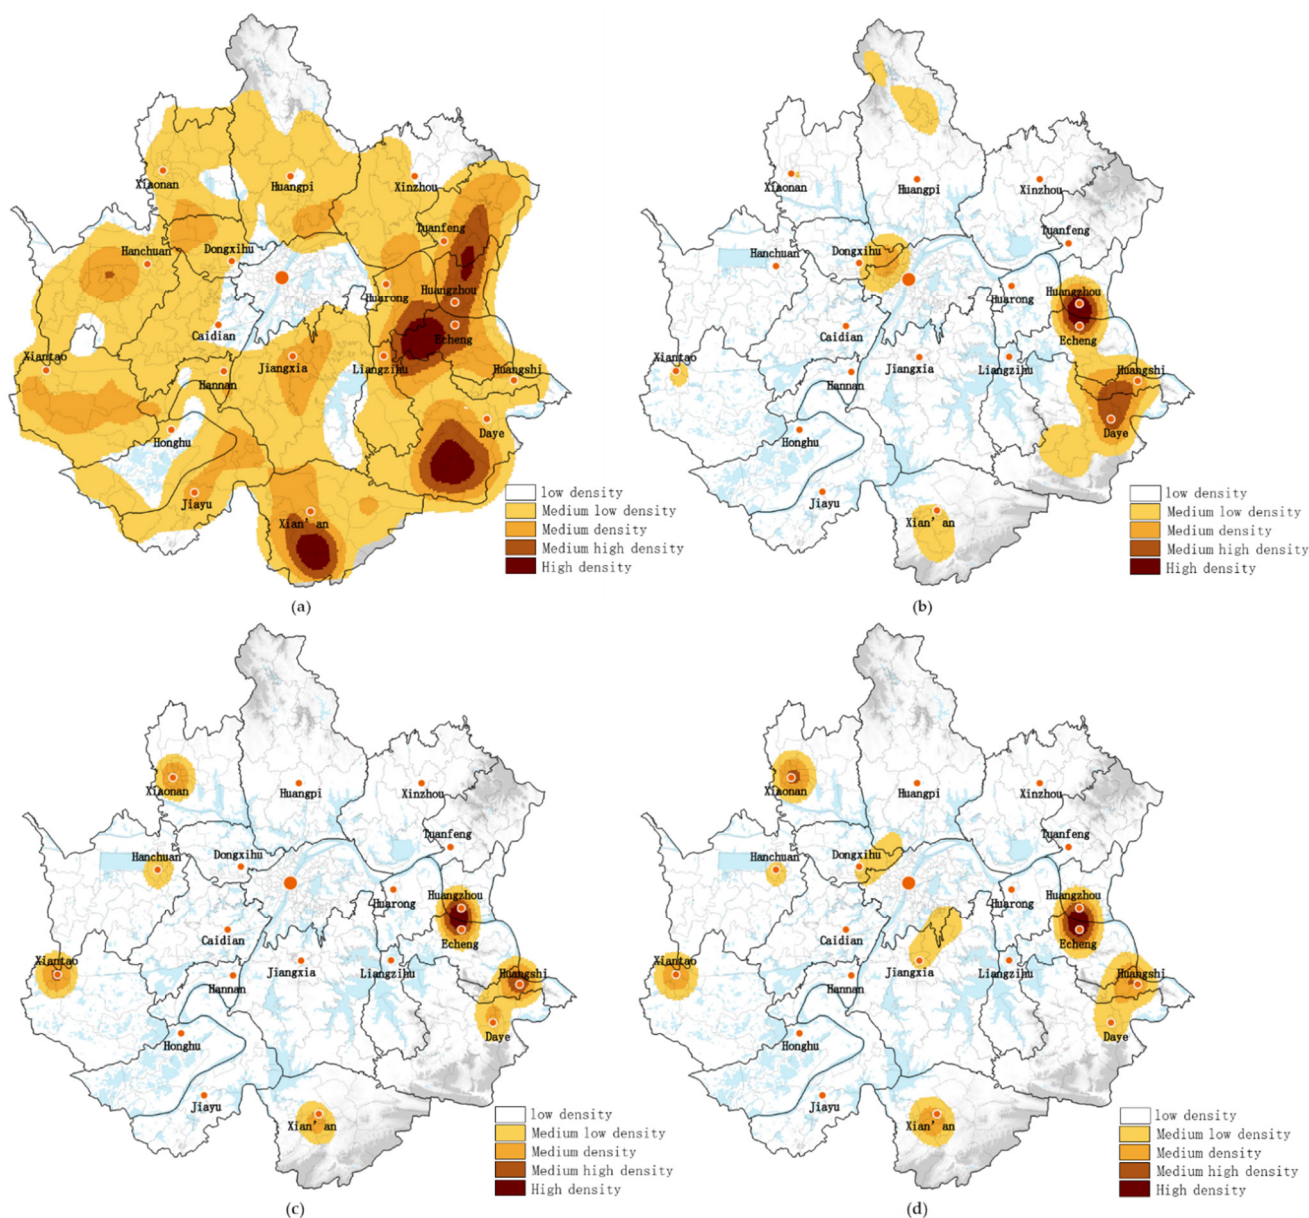 Xiaonan
Huangpi
Xinzhou
Tuanfeng
Hanchuan
Dongxihu
Huarong
Huangzhou
Echeng
Caidian
Xiantao
Hannan
Jiangxia
Liangzihu
Huangshi
Honghu
Daye
Jiayu
Xian' an
low density
Medium low density
Medium density
Medium high density
High density
(a)
Xiaonan
Huangpi
Xinzhou
Tuanfeng
Hanchuan
Dongxihu
Huarong
Huangzhou
Echeng
Caidian
Xiantao
Hannan
Jiangxia
Liangzihu
Huangshi
Honghu
Daye
Jiayu
Xian' an
low density
Medium low density
Medium density
Medium high density
High density
(b)
Xiaonan
Huangpi
Xinzhou
Tuanfeng
Hanchuan
Dongxihu
Huarong
Huangzhou
Echeng
Caidian
Xiantao
Hannan
Jiangxia
Liangzihu
Huangshi
Honghu
Daye
Jiayu
Xian' an
low density
Medium low density
Medium density
Medium high density
High density
(c)
Xiaonan
Huangpi
Xinzhou
Tuanfeng
Hanchuan
Dongxihu
Huarong
Huangzhou
Echeng
Caidian
Xiantao
Hannan
Jiangxia
Liangzihu
Huangshi
Honghu
Daye
Jiayu
Xian' an
low density
Medium low density
Medium density
Medium high density
High density
(d)